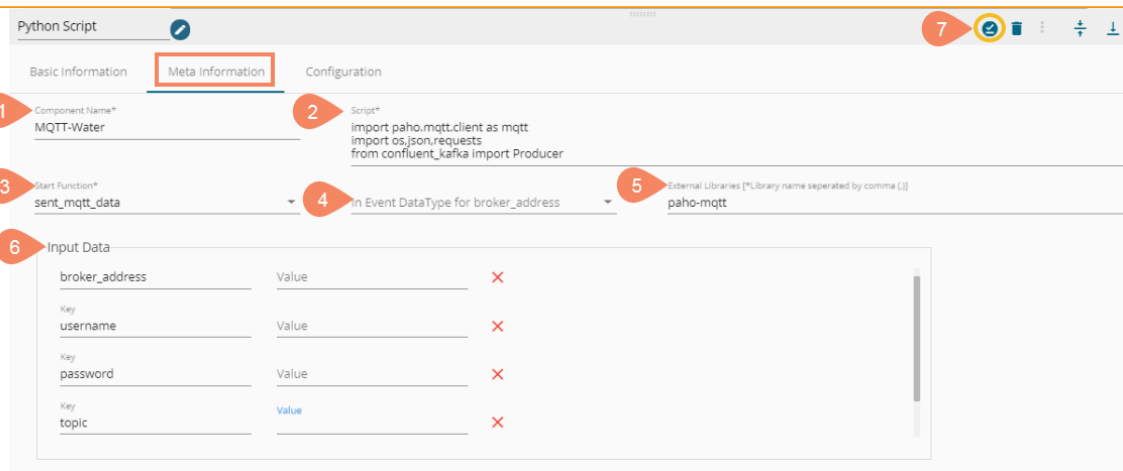 Python Script
7
Basic Information Meta Information Configuration
1 Component Name*
MQTT-Water
2 Script*
import paho.mqtt.client as mqtt
import os,json,requests
from confluent_kafka import Producer
3 Start Function*
sent_mqtt_data
4 In Event DataType for broker_address
5 External Libraries [*Library name seperated by comma (,)]
paho-mqtt
6 Input Data
broker_address Value
Key
username Value
Key
password Value
Key Value
topic